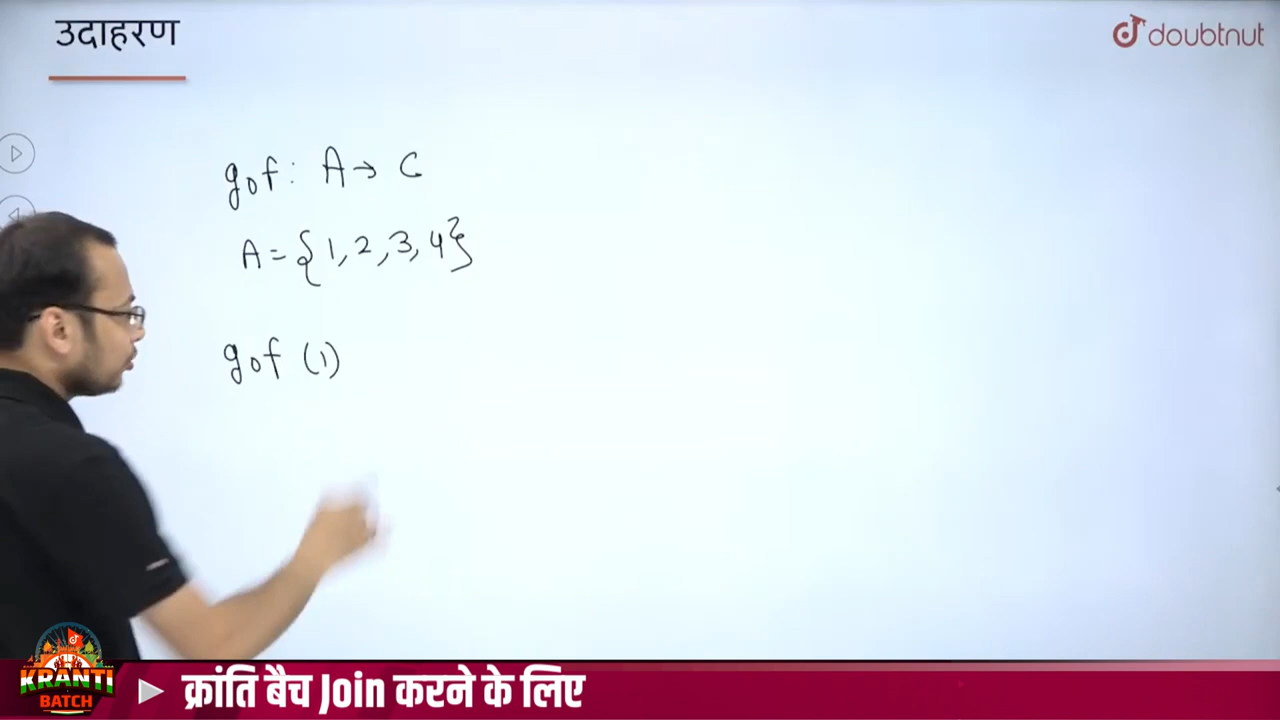 उदाहरण
doubtnut
gof : A → C
A = {1, 2, 3, 4}
gof (1)
KRANTI
BATCH
क्रांति बैच Join करने के लिए